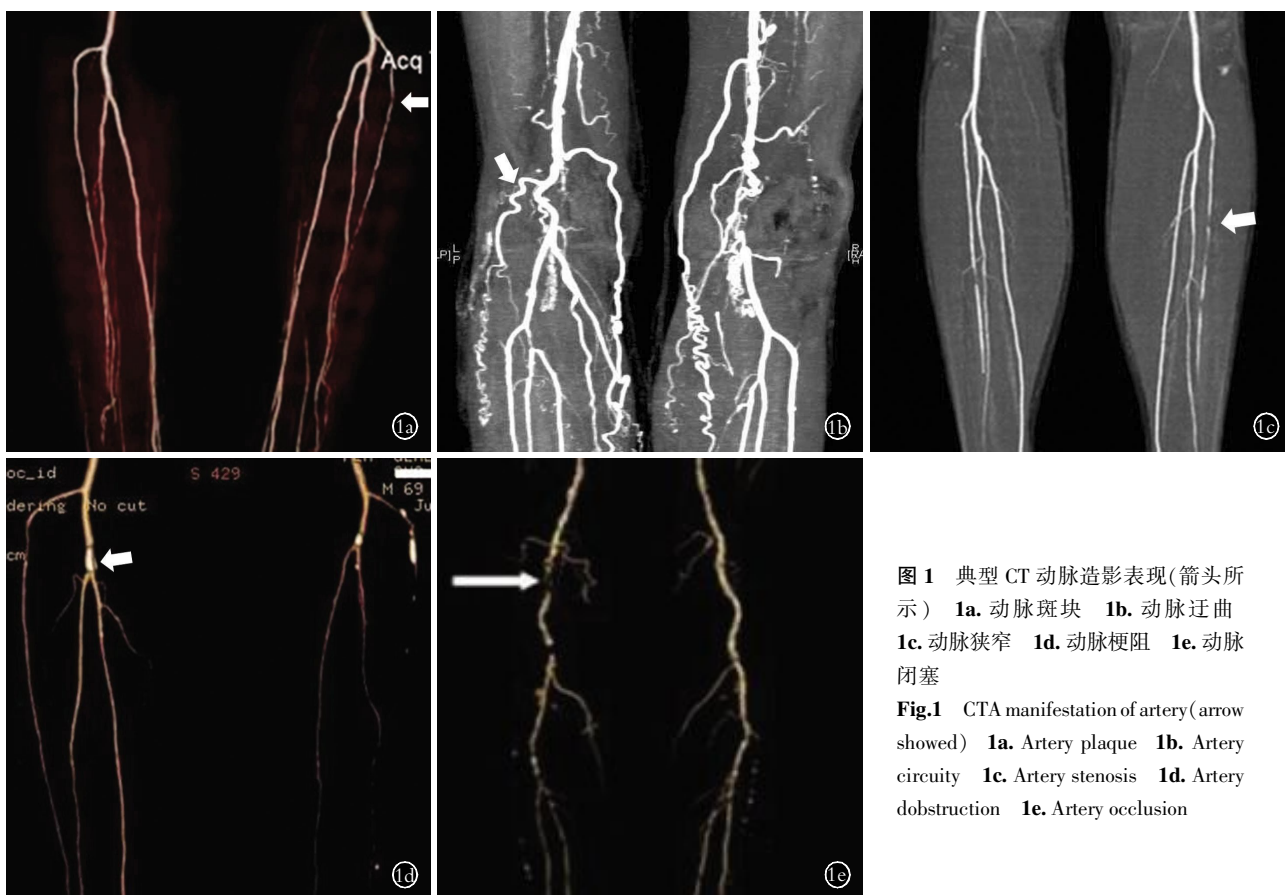 Acq
1a
LP]
L
P
R
A
[RA
H
1b
1c
oc_id
S 429
M 69
dering No cut
Ju
cm
1d
1e
图 1 典型 CT 动脉造影表现(箭头所
示) 1a. 动脉斑块 1b. 动脉迂曲
1c. 动脉狭窄 1d. 动脉梗阻 1e. 动脉
闭塞
Fig.1 CTA manifestation of artery(arrow
showed) 1a. Artery plaque 1b. Artery
circuity 1c. Artery stenosis 1d. Artery
dobstruction 1e. Artery occlusion